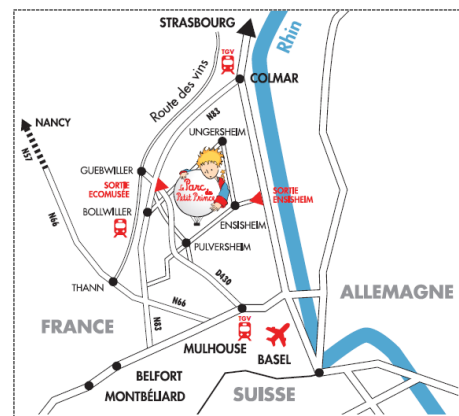 STRASBOURG
Rhin
TGV
COLMAR
Route des vins
NANCY
N83
N57
UNGERSHEIM
GUEBWILLER
SORTIE
ECOMUSÉE
le Parc
du
Petit Prince
SORTIE
ENSISHEIM
BOLLWILLER
ENSISHEIM
N66
PULVERSHEIM
D430
THANN
N66
ALLEMAGNE
FRANCE
N83
TGV
MULHOUSE
BASEL
BELFORT
MONTBÉLIARD
SUISSE